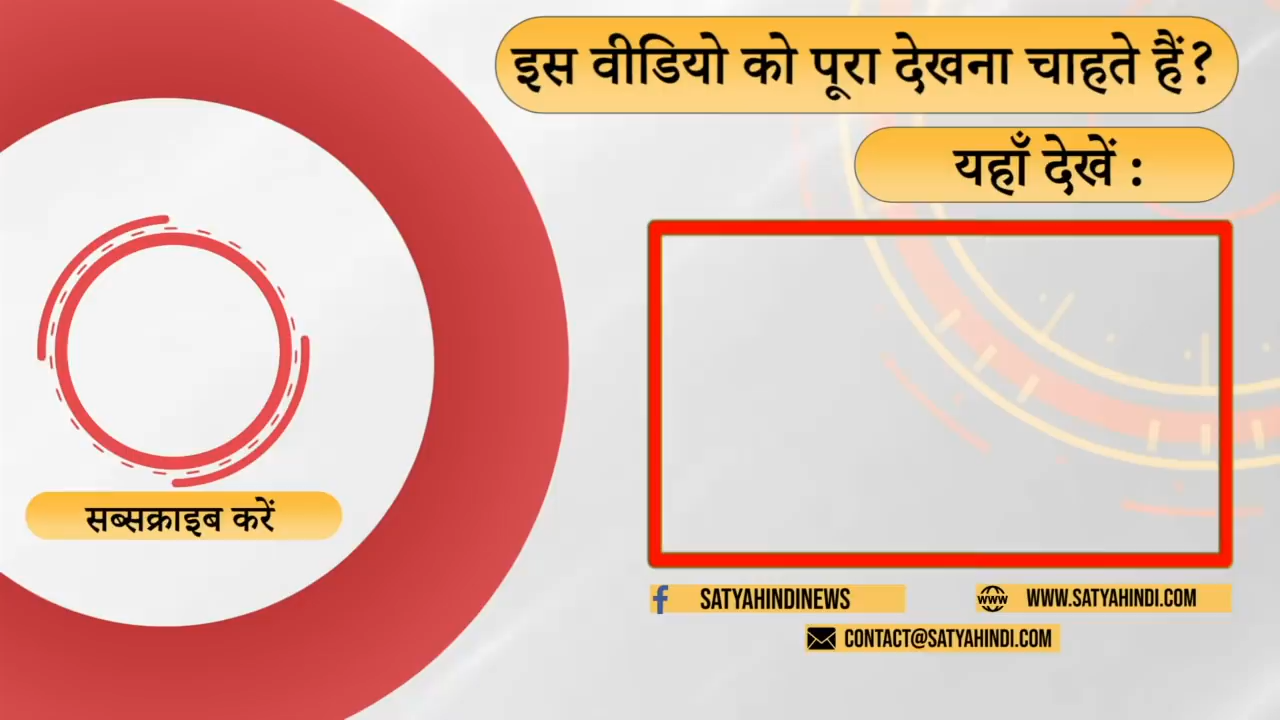 इस वीडियो को पूरा देखना चाहते हैं?
यहाँ देखें :
सब्सक्राइब करें
SATYAHINDINEWS
WWW.SATYAHINDI.COM
CONTACT@SATYAHINDI.COM